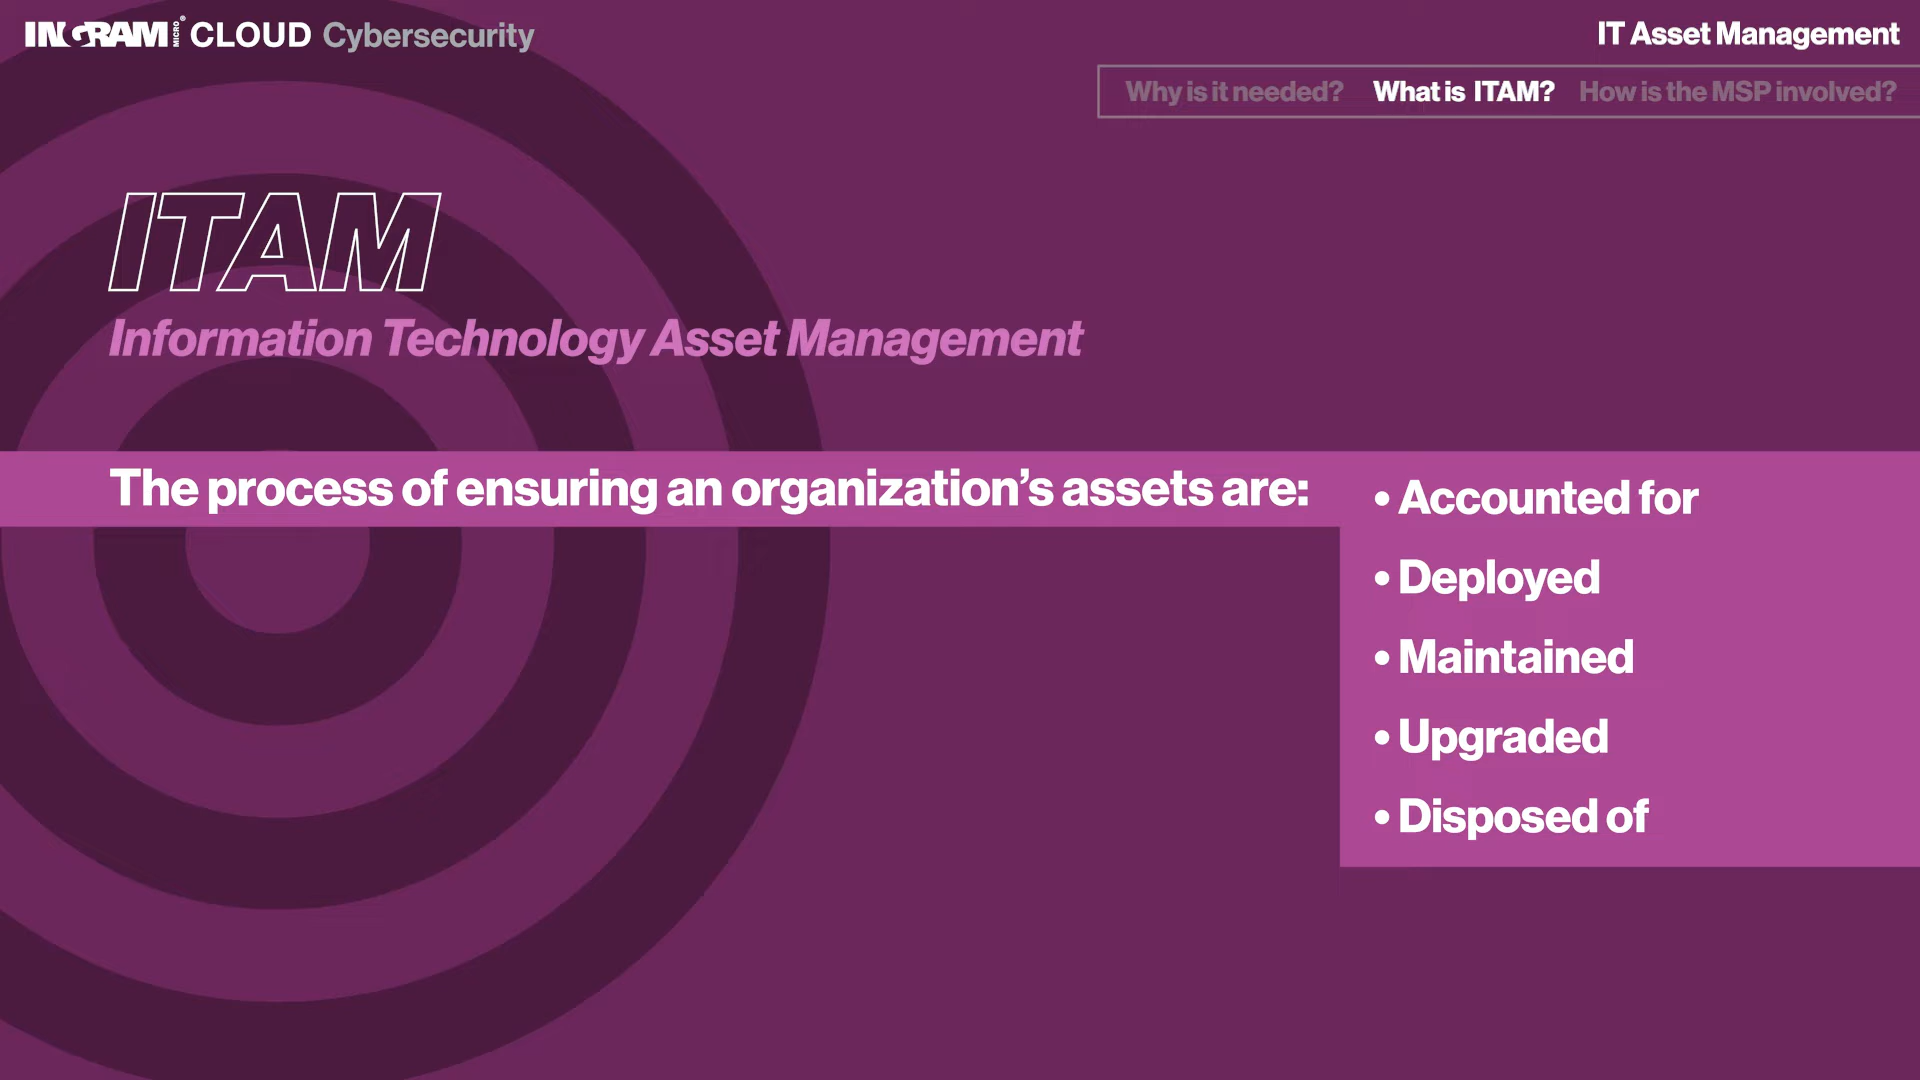 INGRAM MICRO® CLOUD Cybersecurity
IT Asset Management
Why is it needed? What is ITAM? How is the MSP involved?
ITAM
Information Technology Asset Management
The process of ensuring an organization’s assets are:
• Accounted for
• Deployed
• Maintained
• Upgraded
• Disposed of